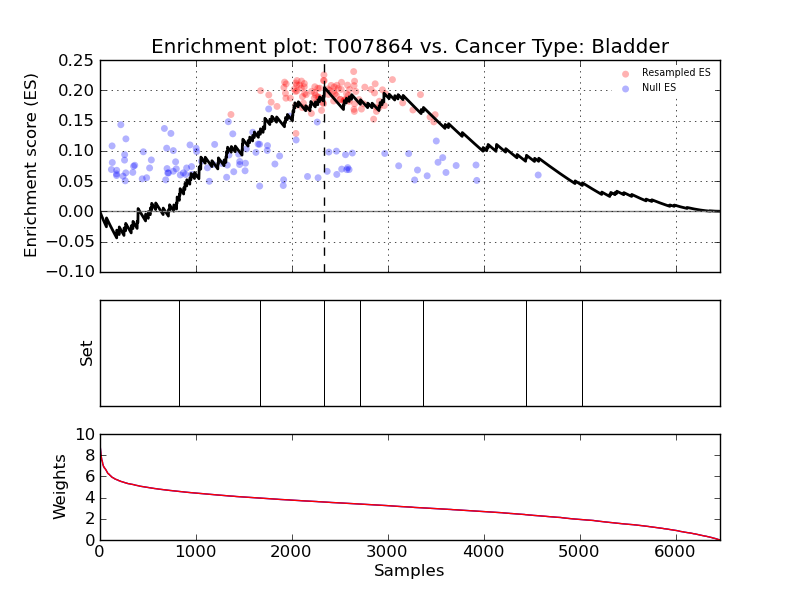 Enrichment plot: T007864 vs. Cancer Type: Bladder
Enrichment score (ES)
0.25
0.20
0.15
0.10
0.05
0.00
−0.05
−0.10
Resampled ES
Null ES
Set
Weights
10
8
6
4
2
0
0 1000 2000 3000 4000 5000 6000
Samples